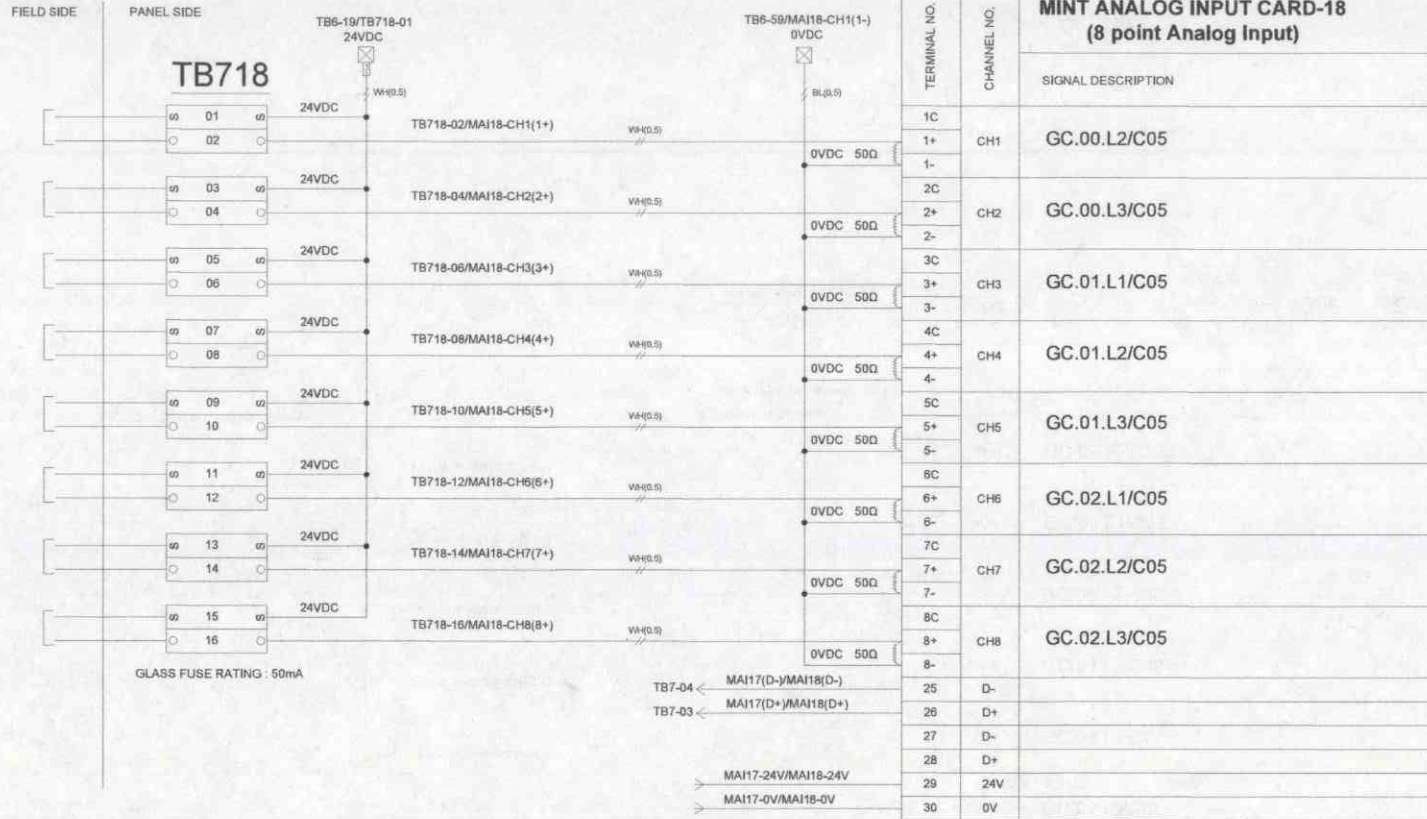 FIELD SIDE
PANEL SIDE
TB718
TB6-19/TB718-01
24VDC
WH(0.5)
TB6-59/MAI18-CH1(1-)
0VDC
BL(0.5)
TERMINAL NO.
CHANNEL NO.
MINT ANALOG INPUT CARD-18
(8 point Analog Input)
SIGNAL DESCRIPTION
S 01 S 24VDC
02
TB718-02/MAI18-CH1(1+)
WH(0.5)
0VDC 50Ω
1C
1+
1-
CH1
GC.00.L2/C05
S 03 S 24VDC
04
TB718-04/MAI18-CH2(2+)
WH(0.5)
0VDC 50Ω
2C
2+
2-
CH2
GC.00.L3/C05
S 05 S 24VDC
06
TB718-06/MAI18-CH3(3+)
WH(0.5)
0VDC 50Ω
3C
3+
3-
CH3
GC.01.L1/C05
S 07 S 24VDC
08
TB718-08/MAI18-CH4(4+)
WH(0.5)
0VDC 50Ω
4C
4+
4-
CH4
GC.01.L2/C05
S 09 S 24VDC
10
TB718-10/MAI18-CH5(5+)
WH(0.5)
0VDC 50Ω
5C
5+
5-
CH5
GC.01.L3/C05
S 11 S 24VDC
12
TB718-12/MAI18-CH6(6+)
WH(0.5)
0VDC 50Ω
6C
6+
6-
CH6
GC.02.L1/C05
S 13 S 24VDC
14
TB718-14/MAI18-CH7(7+)
WH(0.5)
0VDC 50Ω
7C
7+
7-
CH7
GC.02.L2/C05
S 15 S 24VDC
16
TB718-16/MAI18-CH8(8+)
WH(0.5)
0VDC 50Ω
8C
8+
8-
CH8
GC.02.L3/C05
GLASS FUSE RATING : 50mA
TB7-04 MAI17(D-)/MAI18(D-) 25 D-
TB7-03 MAI17(D+)/MAI18(D+) 26 D+
27 D-
28 D+
MAI17-24V/MAI18-24V 29 24V
MAI17-0V/MAI18-0V 30 0V